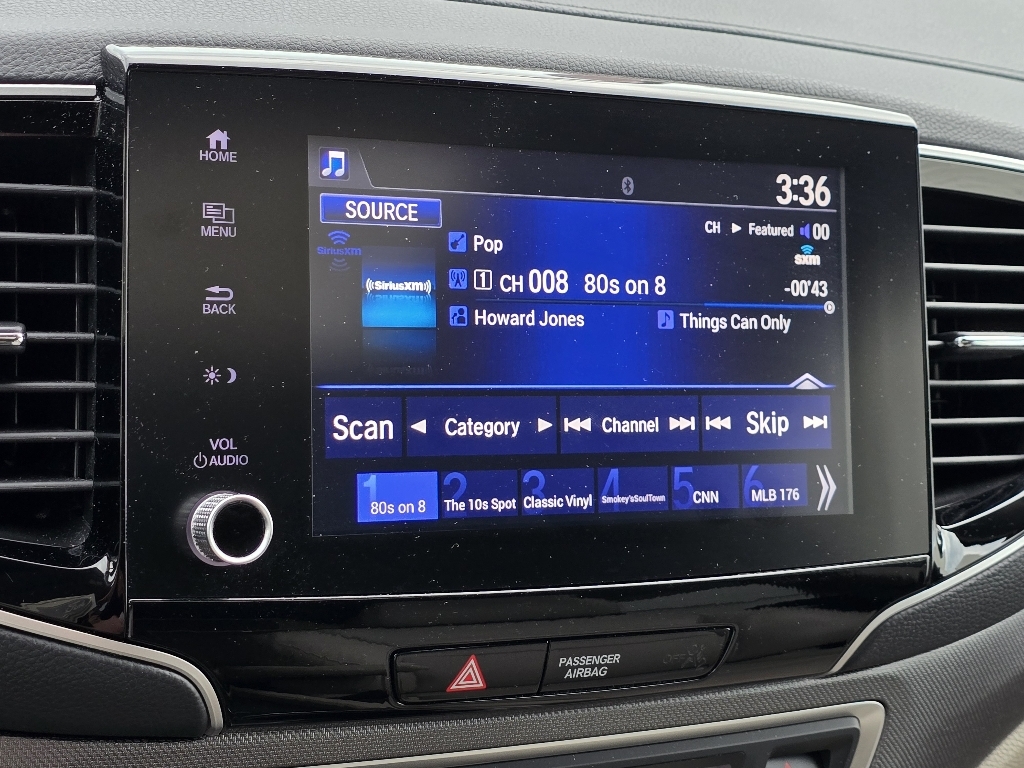 HOME
MENU
BACK
VOL
AUDIO
3:36
SOURCE
CH ▶ Featured 00
SiriusXM
Pop
sxm
((SiriusXM))
1 CH 008 80s on 8 -00'43
Howard Jones Things Can Only
Scan ◀ Category ▶ Channel Skip
1 80s on 8
2 The 10s Spot
3 Classic Vinyl
4 Smokey'sSoulTown
5 CNN
6 MLB 176
PASSENGER
AIRBAG